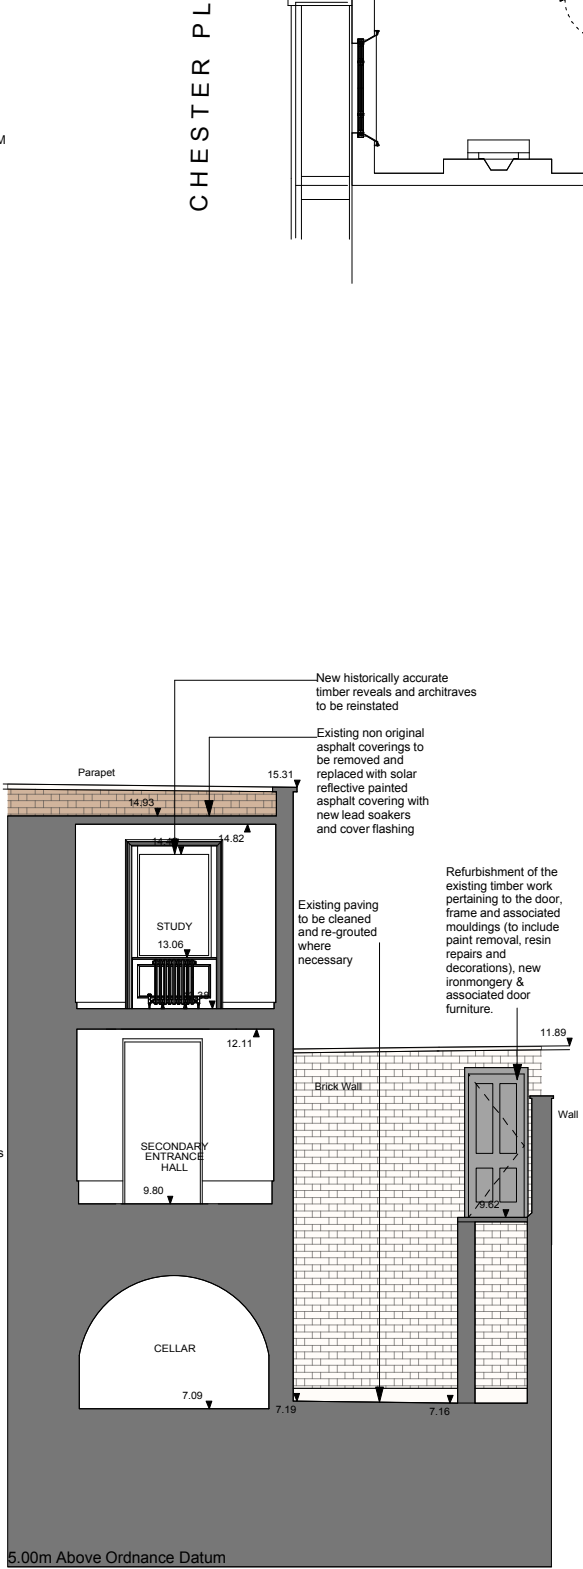 M
CHESTER PL
New historically accurate
timber reveals and architraves
to be reinstated
Existing non original
asphalt coverings to
be removed and
replaced with solar
reflective painted
asphalt covering with
new lead soakers
and cover flashing
Parapet
15.31
14.93
14.82
Refurbishment of the
existing timber work
pertaining to the door,
frame and associated
mouldings (to include
paint removal, resin
repairs and
decorations), new
ironmongery &
associated door
furniture.
Existing paving
to be cleaned
and re-grouted
where
necessary
STUDY
13.06
12.11
11.89
Brick Wall
Wall
SECONDARY
ENTRANCE
HALL
9.80
9.62
s
CELLAR
7.09
7.19
7.16
5.00m Above Ordnance Datum